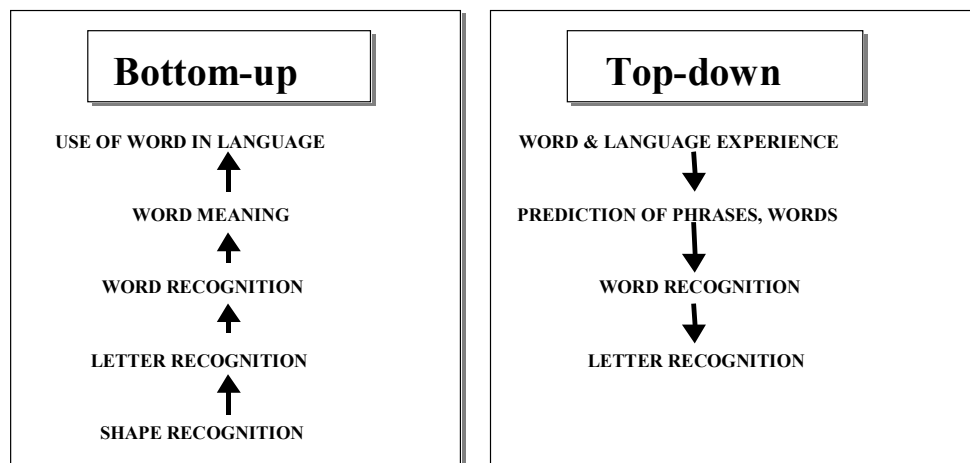 Bottom-up
USE OF WORD IN LANGUAGE
WORD MEANING
WORD RECOGNITION
LETTER RECOGNITION
SHAPE RECOGNITION
Top-down
WORD & LANGUAGE EXPERIENCE
PREDICTION OF PHRASES, WORDS
WORD RECOGNITION
LETTER RECOGNITION